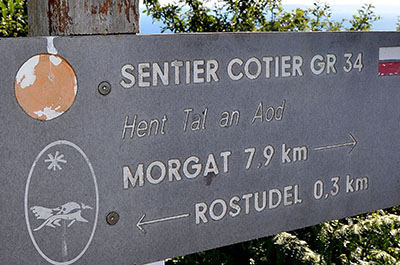 SENTIER COTIER GR 34
Hent Tal an Aod
MORGAT 7,9 km
ROSTUDEL 0,3 km